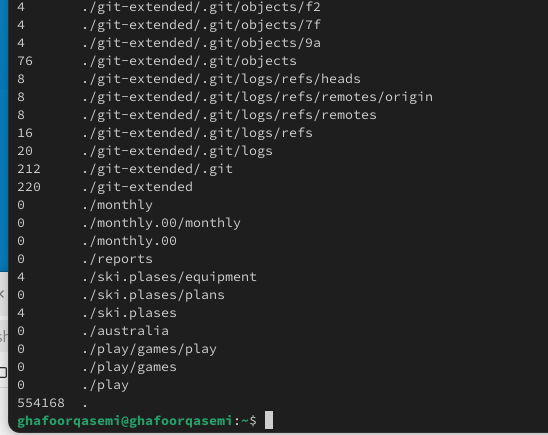 4 ./git-extended/.git/objects/f2
4 ./git-extended/.git/objects/7f
4 ./git-extended/.git/objects/9a
76 ./git-extended/.git/objects
8 ./git-extended/.git/logs/refs/heads
8 ./git-extended/.git/logs/refs/remotes/origin
8 ./git-extended/.git/logs/refs/remotes
16 ./git-extended/.git/logs/refs
20 ./git-extended/.git/logs
212 ./git-extended/.git
220 ./git-extended
0 ./monthly
0 ./monthly.00/monthly
0 ./monthly.00
0 ./reports
4 ./ski.plases/equipment
0 ./ski.plases/plans
4 ./ski.plases
0 ./australia
0 ./play/games/play
0 ./play/games
0 ./play
554168 .
ghafoorqasemi@ghafoorqasemi:~$